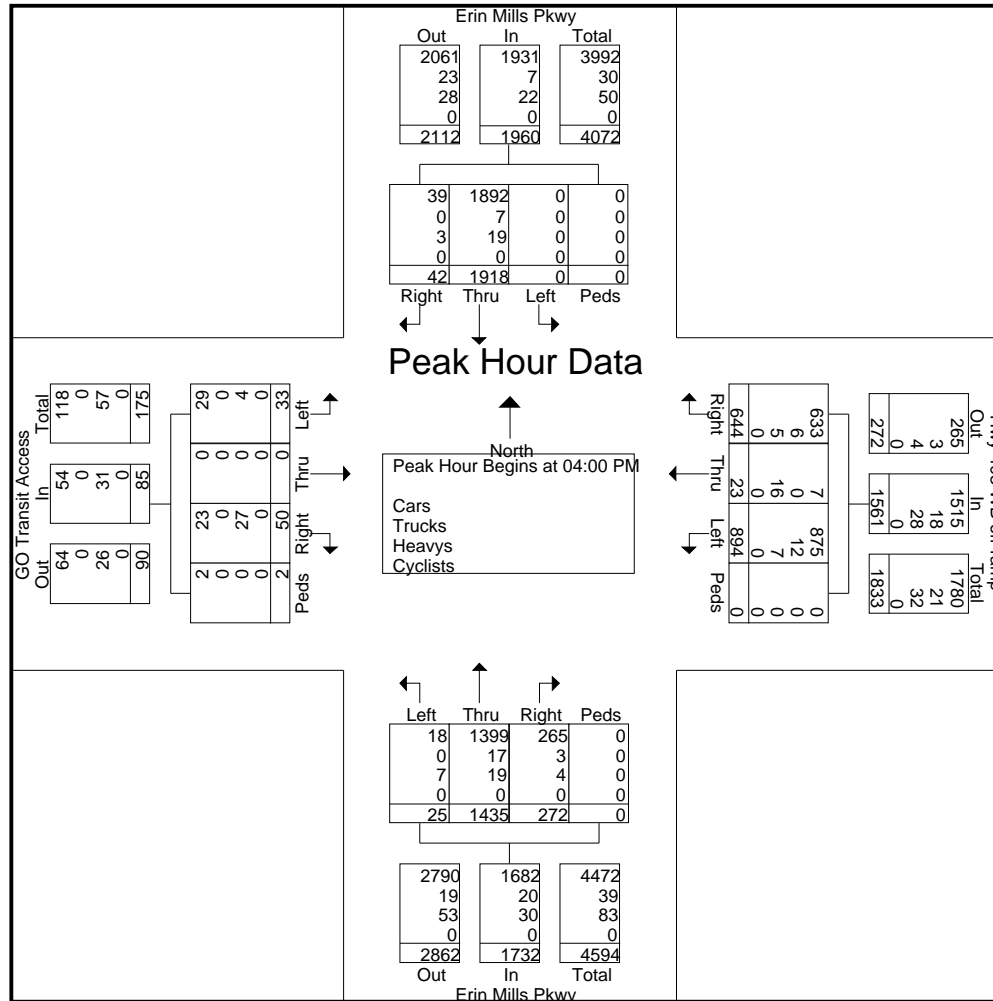 Erin Mills Pkwy
Out In Total
2061 1931 3992
23 7 30
28 22 50
0 0 0
2112 1960 4072
39 1892 0 0
0 7 0 0
3 19 0 0
0 0 0 0
42 1918 0 0
Right Thru Left Peds
Peak Hour Data
North
Peak Hour Begins at 04:00 PM
Cars
Trucks
Heavys
Cyclists
GO Transit Access
Total
118 0 57 0 175
In
54 0 31 0 85
Out
64 0 26 0 90
Left
29 0 4 0 33
Thru
0 0 0 0 0
Right
23 0 27 0 50
Peds
2 0 0 0 2
Right
633 6 5 0 644
Thru
7 0 16 0 23
Left
875 12 7 0 894
Peds
0 0 0 0 0
Out
265 3 4 0 272
In
1515 18 28 0 1561
Total
1780 21 32 0 1833
Left Thru Right Peds
18 1399 265 0
0 17 3 0
7 19 4 0
0 0 0 0
25 1435 272 0
2790 1682 4472
19 20 39
53 30 83
0 0 0
2862 1732 4594
Out In Total
Erin Mills Pkwy